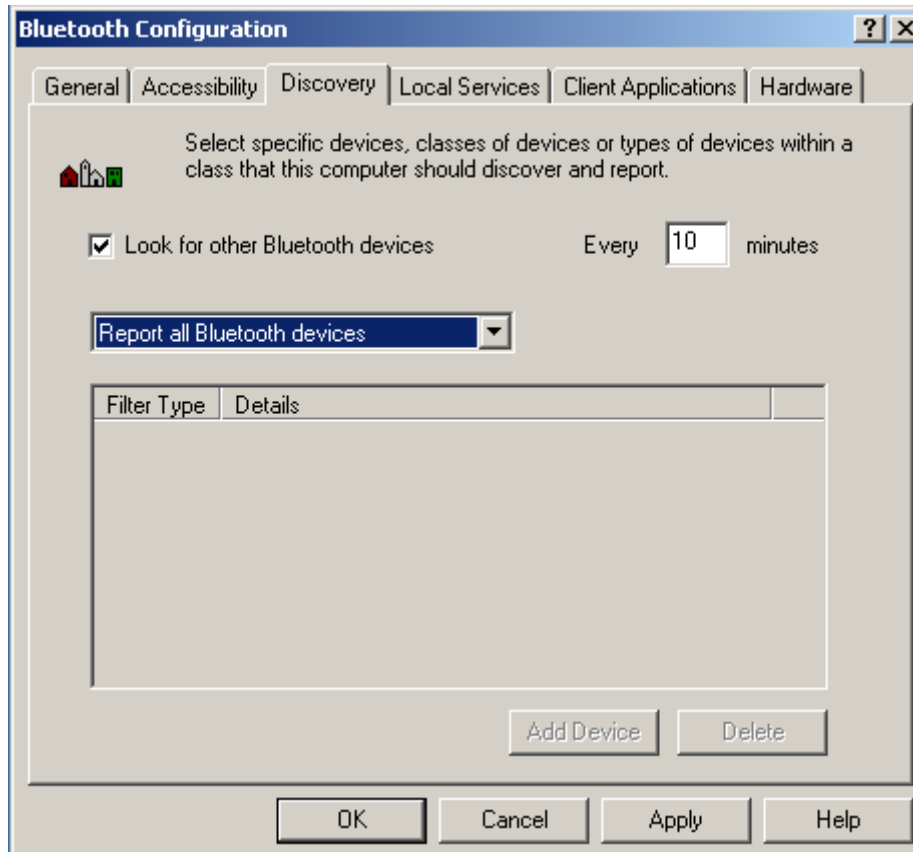 Bluetooth Configuration
General Accessibility Discovery Local Services Client Applications Hardware
Select specific devices, classes of devices or types of devices within a
class that this computer should discover and report.
Look for other Bluetooth devices Every 10 minutes
Report all Bluetooth devices
Filter Type Details
Add Device Delete
OK Cancel Apply Help